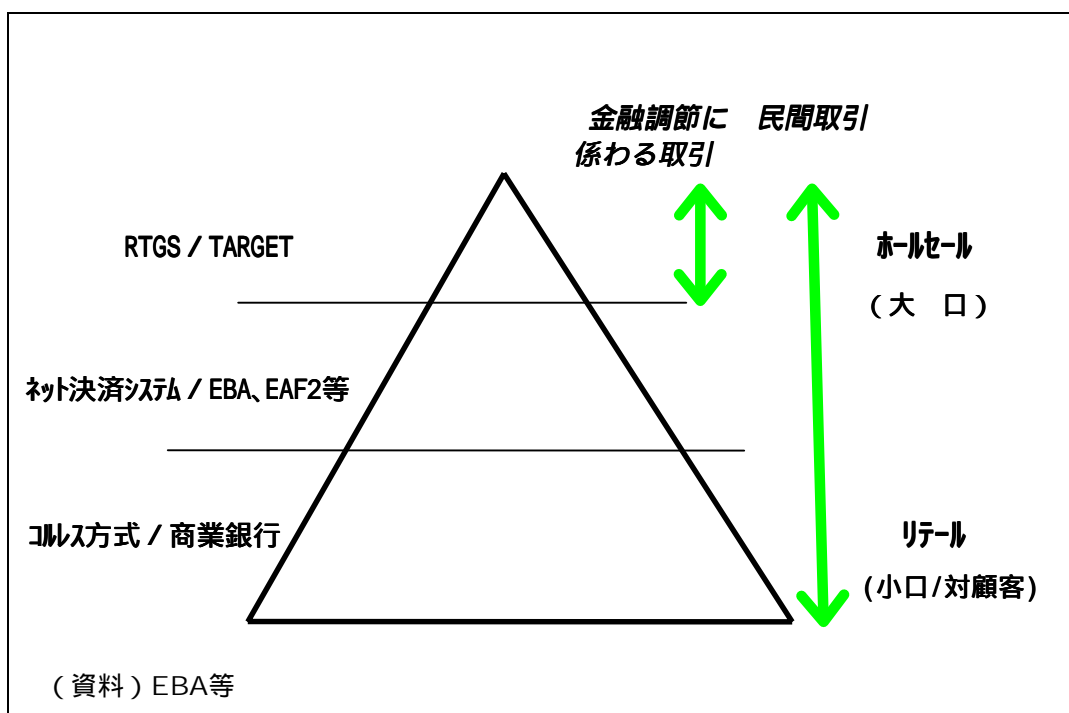 金融調節に　民間取引
係わる取引
RTGS / TARGET
ホールセール
（大　口）
ネット決済システム / EBA、EAF2等
コルレス方式 / 商業銀行
リテール
(小口/対顧客)
（資料）EBA等